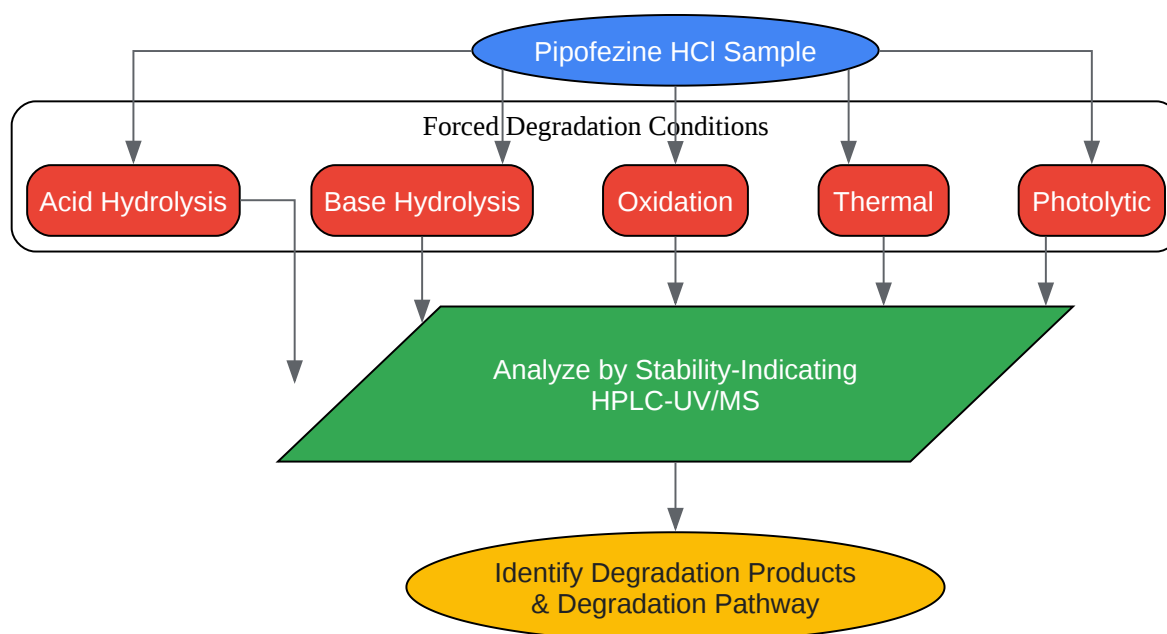 Pipofezine HCl Sample
Forced Degradation Conditions
Acid Hydrolysis
Base Hydrolysis
Oxidation
Thermal
Photolytic
Analyze by Stability-Indicating
HPLC-UV/MS
Identify Degradation Products
& Degradation Pathway